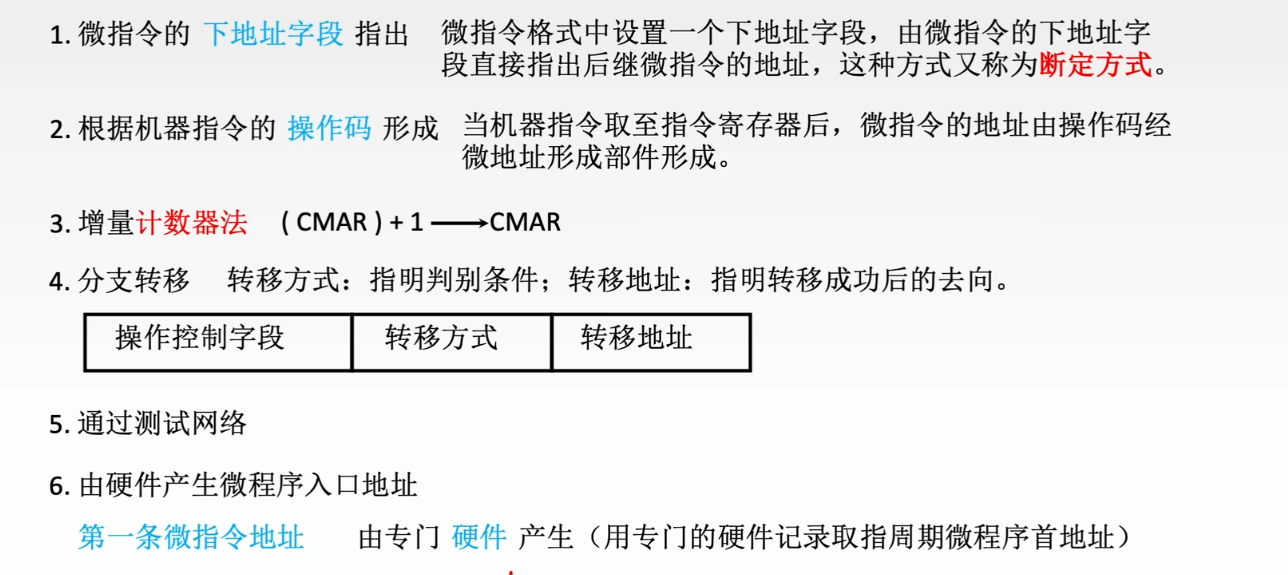 1. 微指令的 下地址字段 指出 微指令格式中设置一个下地址字段，由微指令的下地址字
段直接指出后继微指令的地址，这种方式又称为断定方式。
2. 根据机器指令的 操作码 形成 当机器指令取至指令寄存器后，微指令的地址由操作码经
微地址形成部件形成。
3. 增量计数器法 ( CMAR ) + 1 ⟶ CMAR
4. 分支转移 转移方式：指明判别条件；转移地址：指明转移成功后的去向。
操作控制字段 转移方式 转移地址
5. 通过测试网络
6. 由硬件产生微程序入口地址
第一条微指令地址 由专门 硬件 产生（用专门的硬件记录取指周期微程序首地址）